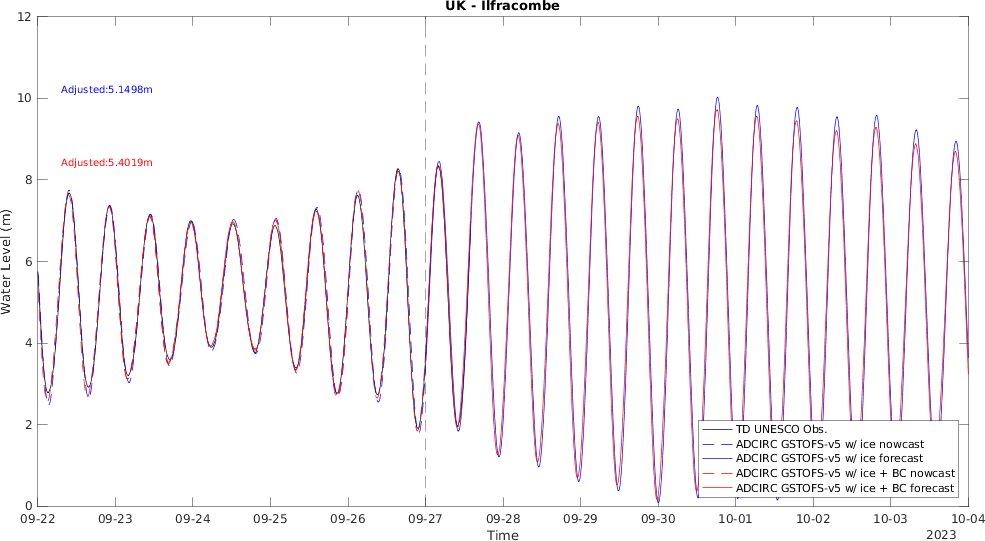 UK - Ilfracombe
12
10
8
6
4
2
0
Water Level (m)
Adjusted:5.1498m
Adjusted:5.4019m
TD UNESCO Obs.
ADCIRC GSTOFS-v5 w/ ice nowcast
ADCIRC GSTOFS-v5 w/ ice forecast
ADCIRC GSTOFS-v5 w/ ice + BC nowcast
ADCIRC GSTOFS-v5 w/ ice + BC forecast
09-22 09-23 09-24 09-25 09-26 09-27 09-28 09-29 09-30 10-01 10-02 10-03 10-04
Time
2023